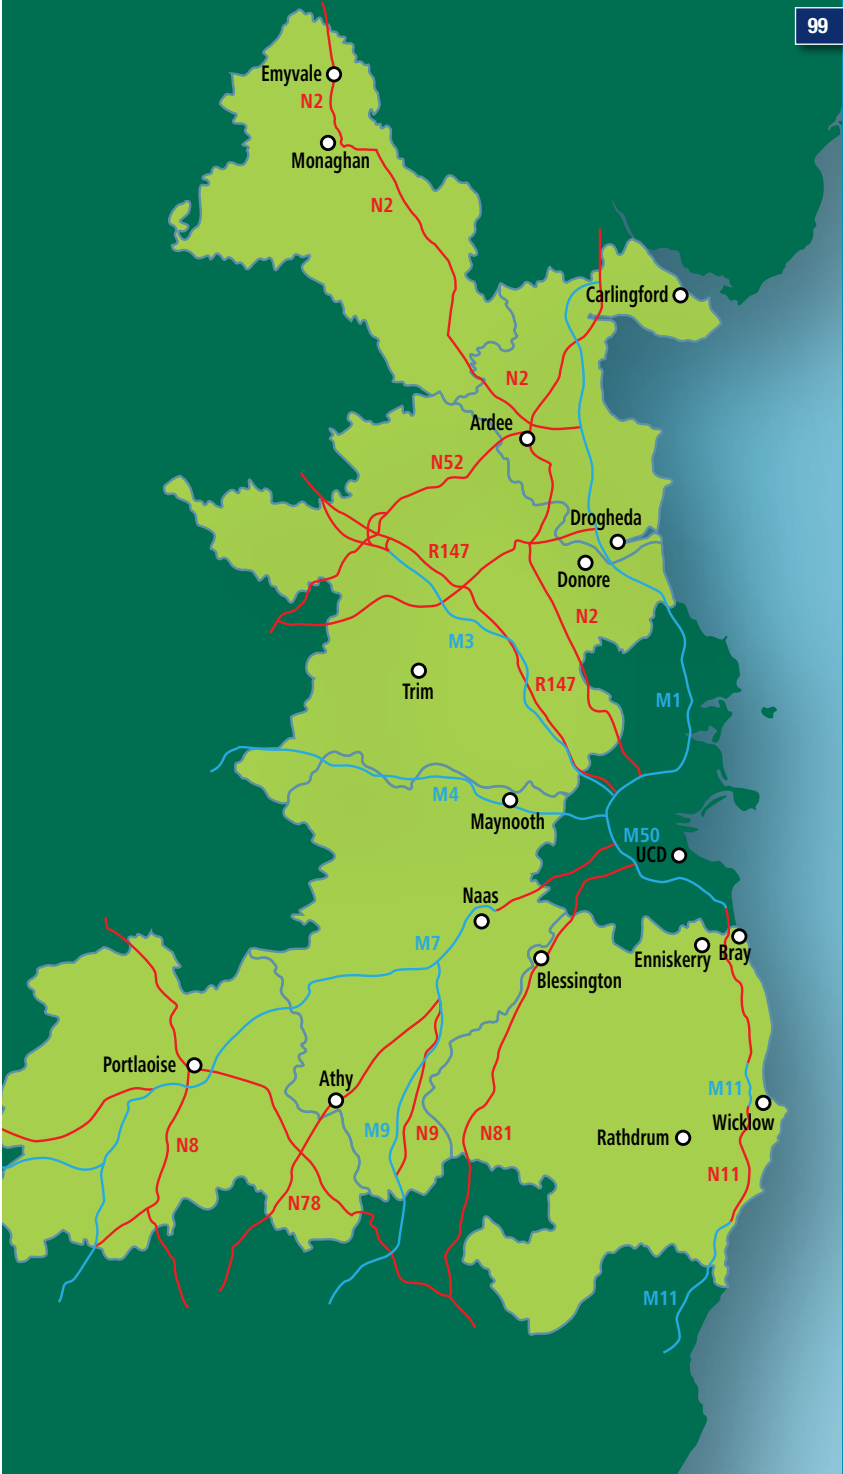 99
Emyvale
N2
Monaghan
N2
Carlingford
N2
Ardee
N52
Drogheda
R147
Donore
N2
M3
Trim
R147
M1
M4
Maynooth
M50
UCD
Naas
M7
Enniskerry
Bray
Blessington
Portlaoise
Athy
M11
Wicklow
M9
N9
N81
Rathdrum
N8
N11
N78
M11